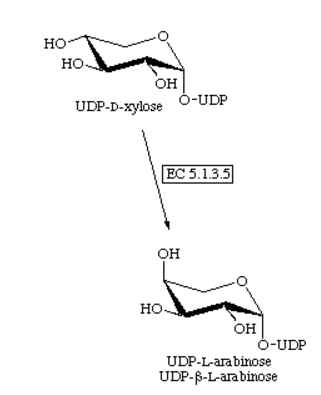 HO
O
HO
OH
O-UDP
UDP-D-xylose
EC 5.1.3.5
OH
O
HO
OH
O-UDP
UDP-L-arabinose
UDP-β-L-arabinose